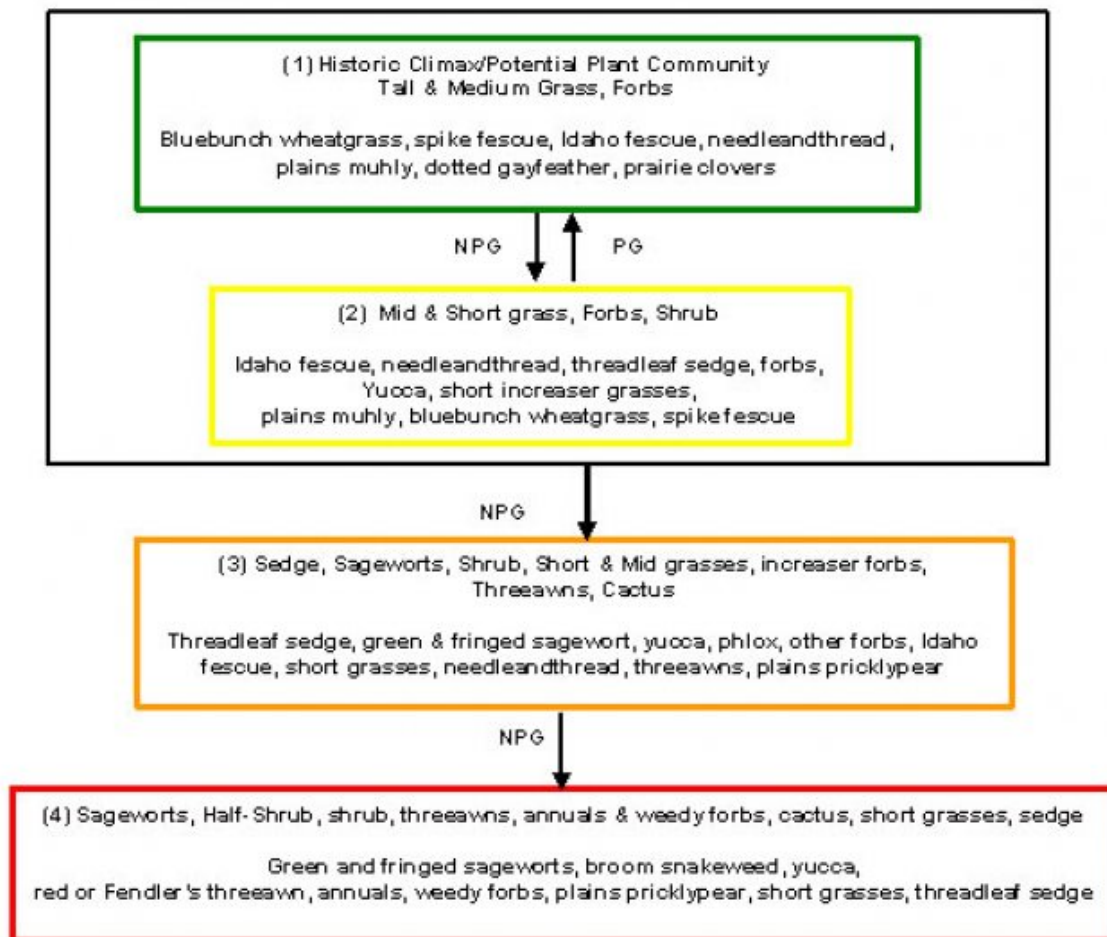 (1) Historic Climax/Potential Plant Community
Tall & Medium Grass, Forbs
Bluebunch wheatgrass, spike fescue, Idaho fescue, needleandthread,
plains muhly, dotted gayfeather, prairie clovers
NPG PG
(2) Mid & Short grass, Forbs, Shrub
Idaho fescue, needleandthread, threadleaf sedge, forbs,
Yucca, short increaser grasses,
plains muhly, bluebunch wheatgrass, spike fescue
NPG
(3) Sedge, Sageworts, Shrub, Short & Mid grasses, increaser forbs,
Threeawns, Cactus
Threadleaf sedge, green & fringed sagewort, yucca, phlox, other forbs, Idaho
fescue, short grasses, needleandthread, threeawns, plains pricklypear
NPG
(4) Sageworts, Half-Shrub, shrub, threeawns, annuals & weedy forbs, cactus, short grasses, sedge
Green and fringed sageworts, broom snakeweed, yucca,
red or Fendler's threeawn, annuals, weedy forbs, plains pricklypear, short grasses, threadleaf sedge